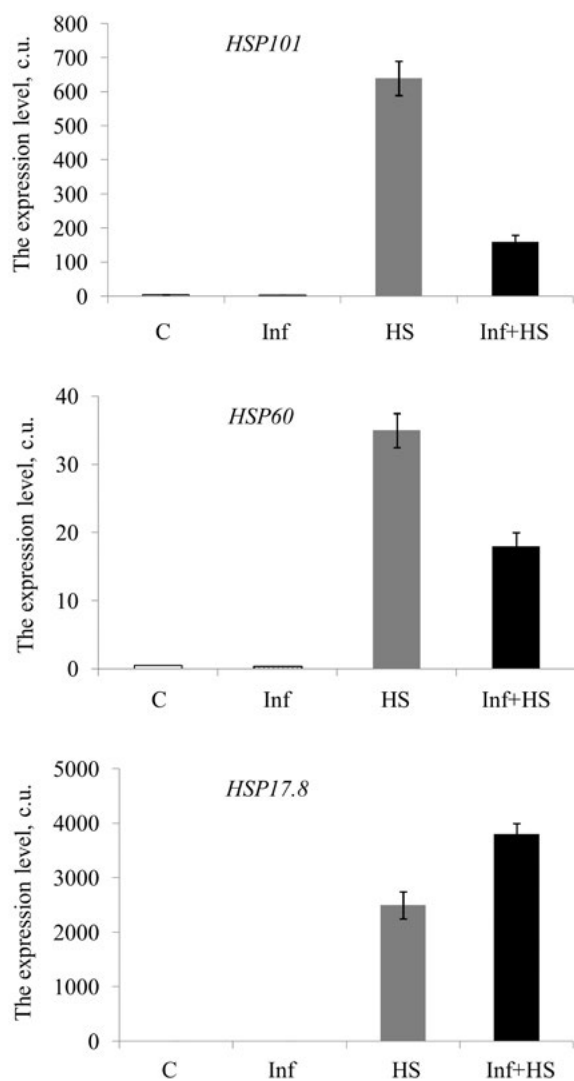 HSP101
The expression level, c.u.
800
700
600
500
400
300
200
100
0
C Inf HS Inf+HS
HSP60
The expression level, c.u.
40
30
20
10
0
C Inf HS Inf+HS
HSP17.8
The expression level, c.u.
5000
4000
3000
2000
1000
0
C Inf HS Inf+HS